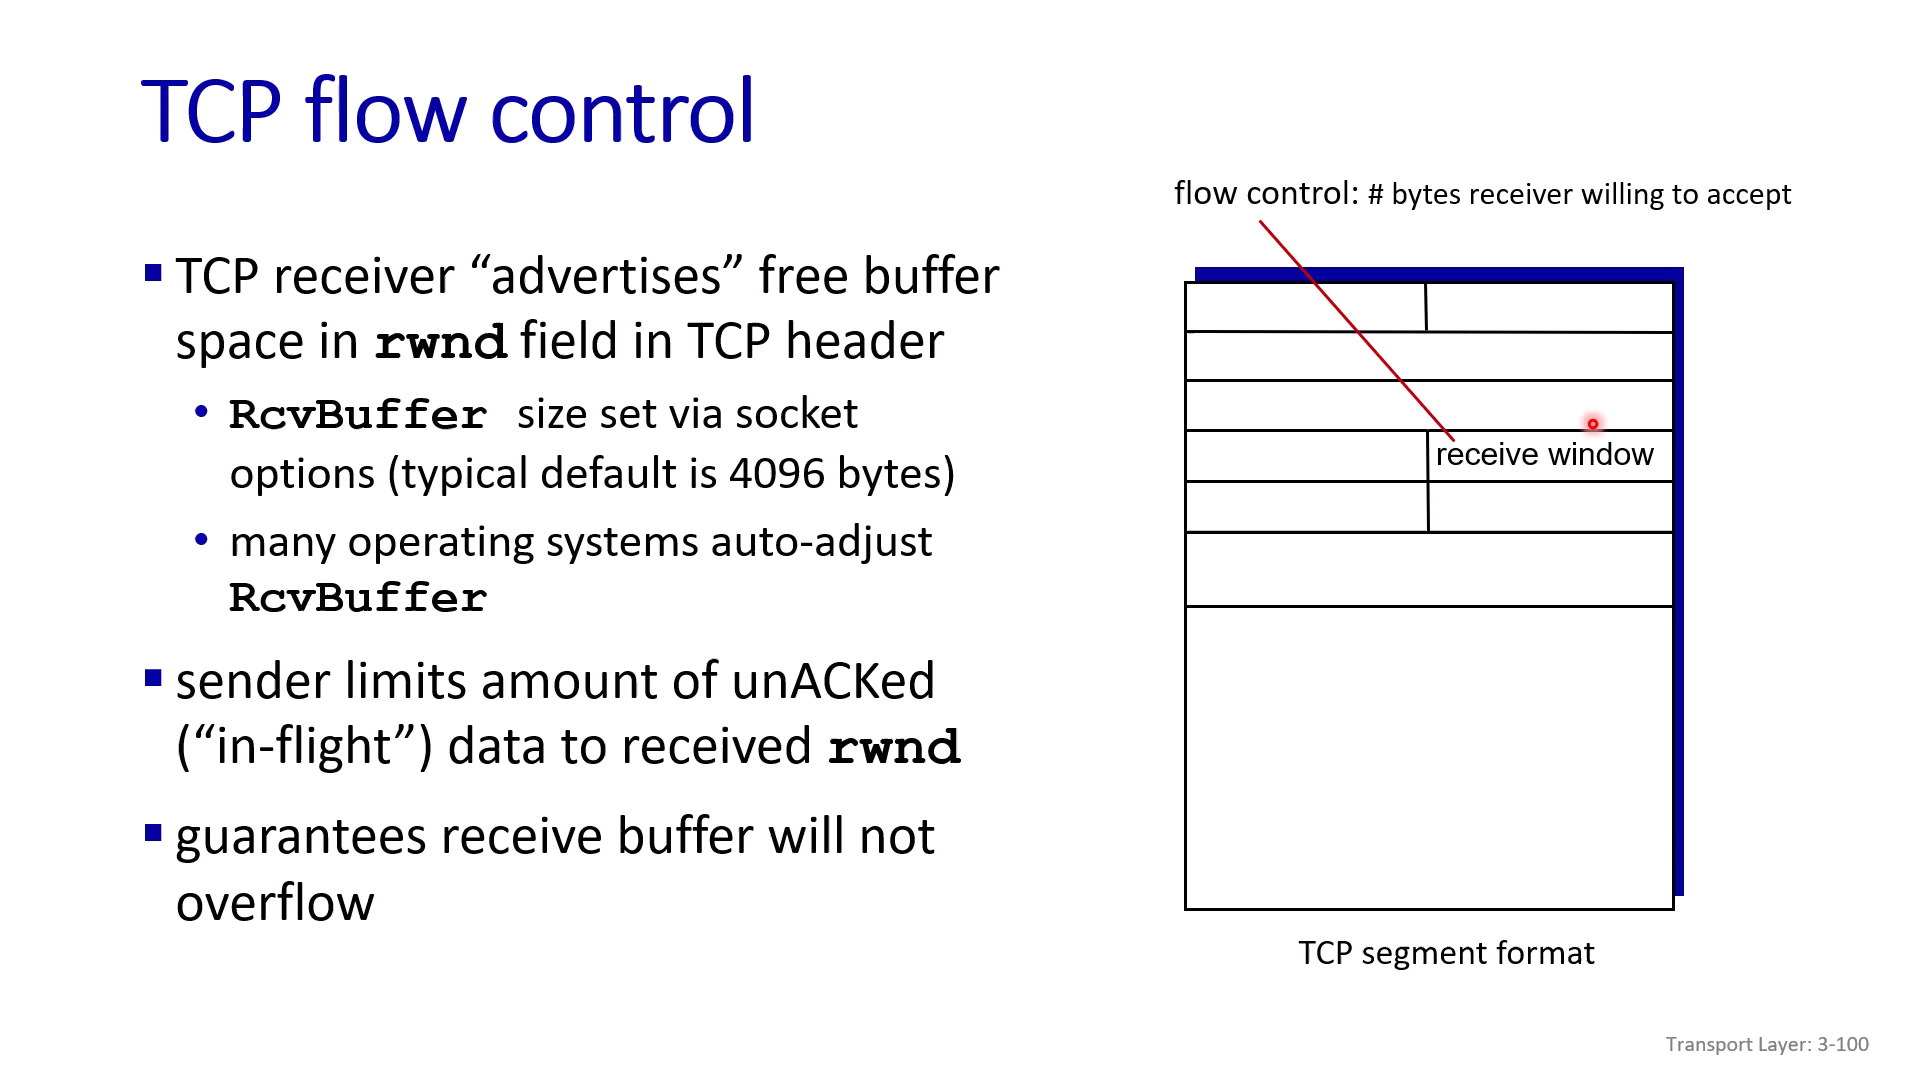 TCP flow control
flow control: # bytes receiver willing to accept
▪ TCP receiver “advertises” free buffer
space in rwnd field in TCP header
• RcvBuffer size set via socket
options (typical default is 4096 bytes)
• many operating systems auto-adjust
RcvBuffer
▪ sender limits amount of unACKed
(“in-flight”) data to received rwnd
▪ guarantees receive buffer will not
overflow
receive window
TCP segment format
Transport Layer: 3-100